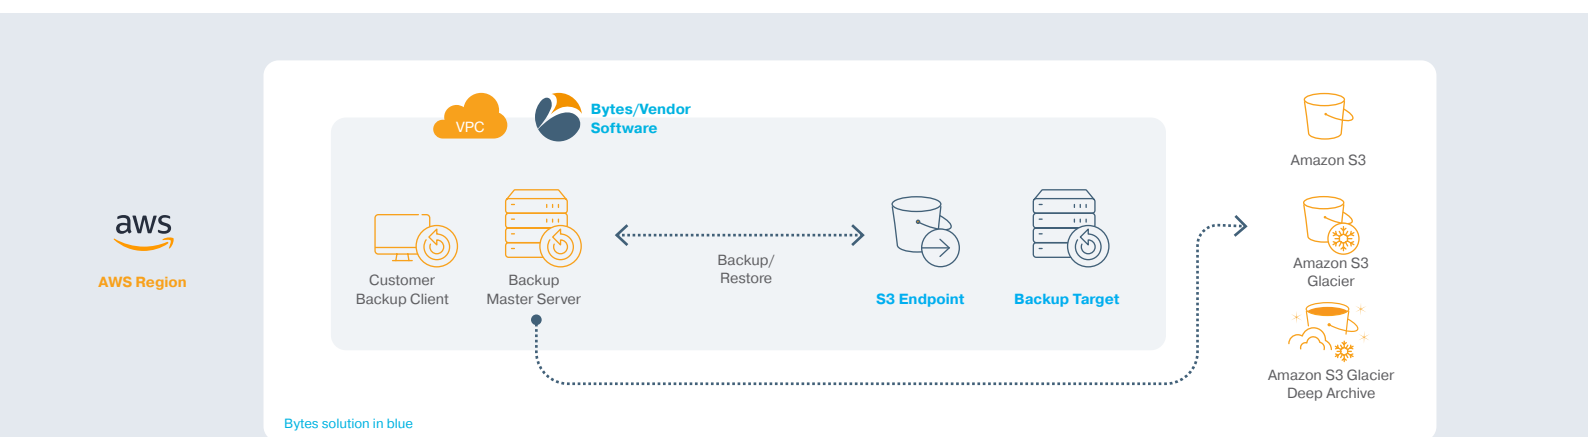 VPC
Bytes/Vendor
Software
Amazon S3
aws
AWS Region
Customer
Backup Client
Backup
Master Server
Backup/
Restore
S3 Endpoint
Backup Target
Amazon S3
Glacier
Amazon S3 Glacier
Deep Archive
Bytes solution in blue